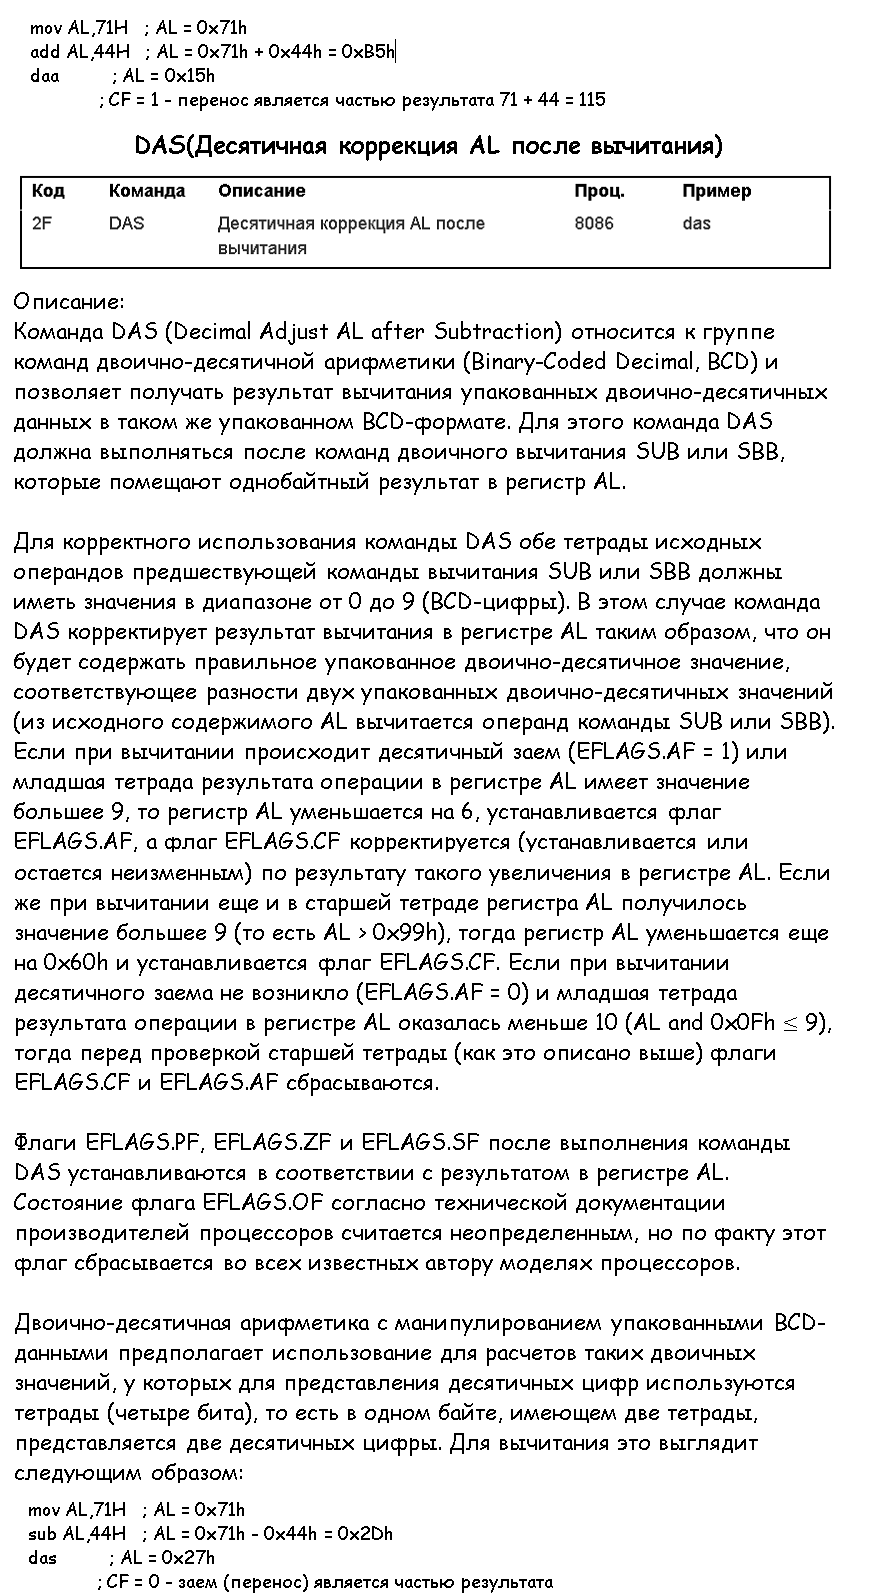 mov AL,71H ; AL = 0x71h
add AL,44H ; AL = 0x71h + 0x44h = 0xB5h
daa ; AL = 0x15h
; CF = 1 - перенос является частью результата 71 + 44 = 115
DAS(Десятичная коррекция AL после вычитания)
Код Команда Описание Проц. Пример
2F DAS Десятичная коррекция AL после 8086 das
вычитания
Описание:
Команда DAS (Decimal Adjust AL after Subtraction) относится к группе
команд двоично-десятичной арифметики (Binary-Coded Decimal, BCD) и
позволяет получать результат вычитания упакованных двоично-десятичных
данных в таком же упакованном BCD-формате. Для этого команда DAS
должна выполняться после команд двоичного вычитания SUB или SBB,
которые помещают однобайтный результат в регистр AL.
Для корректного использования команды DAS обе тетрады исходных
операндов предшествующей команды вычитания SUB или SBB должны
иметь значения в диапазоне от 0 до 9 (BCD-цифры). В этом случае команда
DAS корректирует результат вычитания в регистре AL таким образом, что он
будет содержать правильное упакованное двоично-десятичное значение,
соответствующее разности двух упакованных двоично-десятичных значений
(из исходного содержимого AL вычитается операнд команды SUB или SBB).
Если при вычитании происходит десятичный заем (EFLAGS.AF = 1) или
младшая тетрада результата операции в регистре AL имеет значение
большее 9, то регистр AL уменьшается на 6, устанавливается флаг
EFLAGS.AF, а флаг EFLAGS.CF корректируется (устанавливается или
остается неизменным) по результату такого увеличения в регистре AL. Если
же при вычитании еще и в старшей тетраде регистра AL получилось
значение большее 9 (то есть AL > 0x99h), тогда регистр AL уменьшается еще
на 0x60h и устанавливается флаг EFLAGS.CF. Если при вычитании
десятичного заема не возникло (EFLAGS.AF = 0) и младшая тетрада
результата операции в регистре AL оказалась меньше 10 (AL and 0x0Fh ≤ 9),
тогда перед проверкой старшей тетрады (как это описано выше) флаги
EFLAGS.CF и EFLAGS.AF сбрасываются.
Флаги EFLAGS.PF, EFLAGS.ZF и EFLAGS.SF после выполнения команды
DAS устанавливаются в соответствии с результатом в регистре AL.
Состояние флага EFLAGS.OF согласно технической документации
производителей процессоров считается неопределенным, но по факту этот
флаг сбрасывается во всех известных автору моделях процессоров.
Двоично-десятичная арифметика с манипулированием упакованными BCD-
данными предполагает использование для расчетов таких двоичных
значений, у которых для представления десятичных цифр используются
тетрады (четыре бита), то есть в одном байте, имеющем две тетрады,
представляется две десятичных цифры. Для вычитания это выглядит
следующим образом:
mov AL,71H ; AL = 0x71h
sub AL,44H ; AL = 0x71h - 0x44h = 0x2Dh
das ; AL = 0x27h
; CF = 0 - заем (перенос) является частью результата